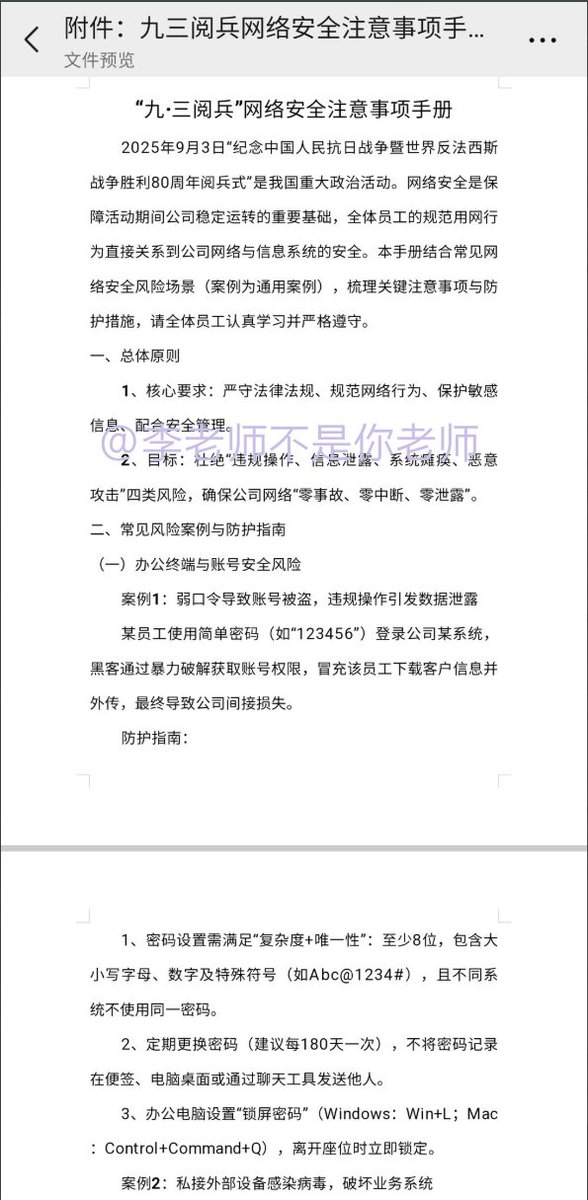 附件：九三阅兵网络安全注意事项手...
文件预览
“九·三阅兵”网络安全注意事项手册
2025年9月3日“纪念中国人民抗日战争暨世界反法西斯
战争胜利80周年阅兵式”是我国重大政治活动。网络安全是保
障活动期间公司稳定运转的重要基础，全体员工的规范用网行
为直接关系到公司网络与信息系统的安全。本手册结合常见网
络安全风险场景（案例为通用案例），梳理关键注意事项与防
护措施，请全体员工认真学习并严格遵守。
一、总体原则
1、核心要求：严守法律法规、规范网络行为、保护敏感
信息、配合安全管理。
@李老师不是你老师
2、目标：杜绝“违规操作、信息泄露、系统瘫痪、恶意
攻击”四类风险，确保公司网络“零事故、零中断、零泄露”。
二、常见风险案例与防护指南
（一）办公终端与账号安全风险
案例1：弱口令导致账号被盗，违规操作引发数据泄露
某员工使用简单密码（如“123456”）登录公司某系统，
黑客通过暴力破解获取账号权限，冒充该员工下载客户信息并
外传，最终导致公司间接损失。
防护指南：
1、密码设置需满足“复杂度+唯一性”：至少8位，包含大
小写字母、数字及特殊符号（如Abc@1234#），且不同系
统不使用同一密码。
2、定期更换密码（建议每180天一次），不将密码记录
在便签、电脑桌面或通过聊天工具发送他人。
3、办公电脑设置“锁屏密码”（Windows：Win+L；Mac
：Control+Command+Q），离开座位时立即锁定。
案例2：私接外部设备感染病毒，破坏业务系统